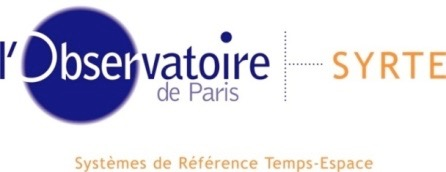 l'Observatoire SYRTE
de Paris
Systèmes de Référence Temps-Espace